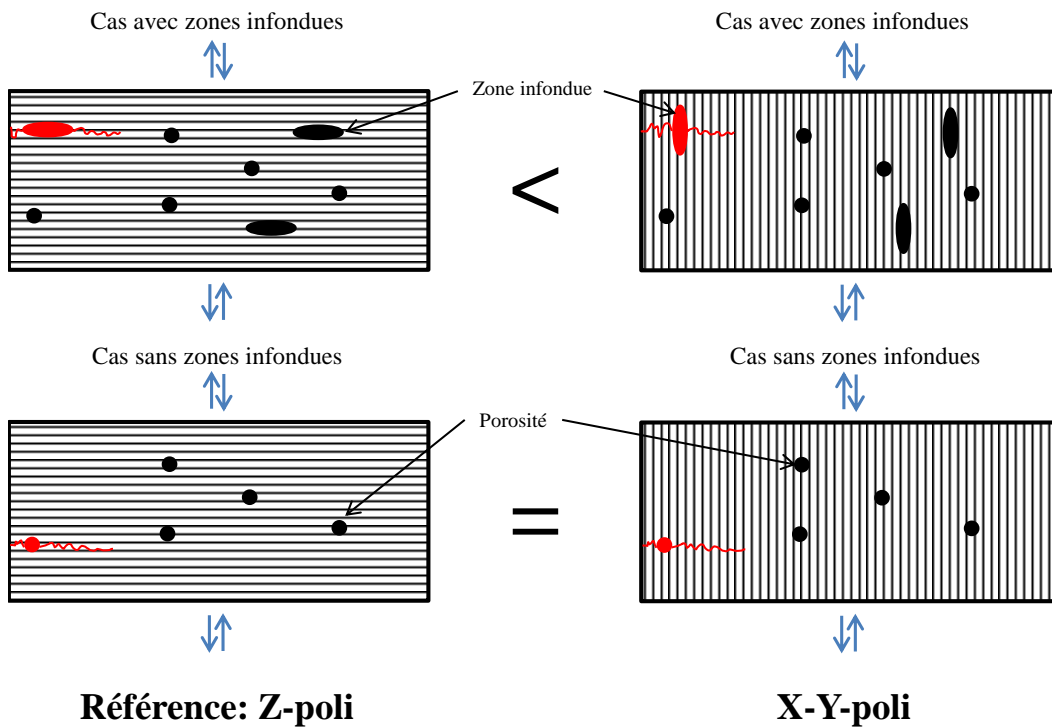 Cas avec zones infondues
Cas avec zones infondues
Zone infondue
<
Cas sans zones infondues
Cas sans zones infondues
Porosité
=
Référence: Z-poli
X-Y-poli